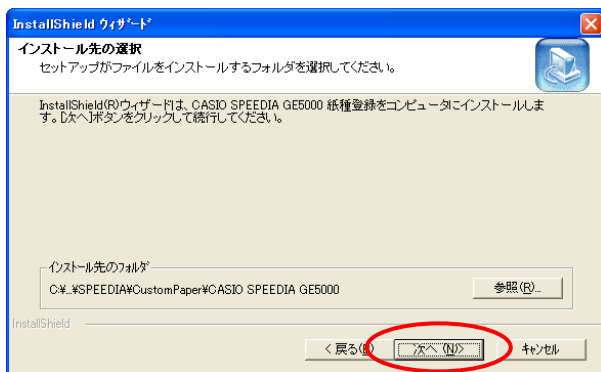 InstallShield ウィザード
インストール先の選択
セットアップがファイルをインストールするフォルダを選択してください。
InstallShield(R)ウィザードは、CASIO SPEEDIA GE5000 紙種登録をコンピュータにインストールしま
す。[次へ]ボタンをクリックして続行してください。
インストール先のフォルダ
C:¥...¥SPEEDIA¥CustomPaper¥CASIO SPEEDIA GE5000
参照(R)...
InstallShield
< 戻る(B)
次へ (N)>
キャンセル